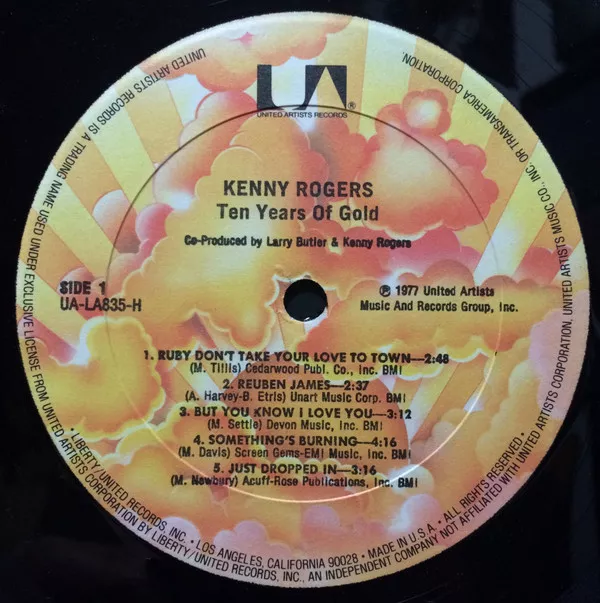 UA®
UNITED ARTISTS RECORDS
KENNY ROGERS
Ten Years Of Gold
Co-Produced by Larry Butler & Kenny Rogers
SIDE 1
UA-LA835-H
℗ 1977 United Artists
Music And Records Group, Inc.
1. RUBY DON'T TAKE YOUR LOVE TO TOWN—2:48
(M. Tillis) Cedarwood Publ. Co., Inc. BMI
2. REUBEN JAMES—2:37
(A. Harvey-B. Etris) Unart Music Corp. BMI
3. BUT YOU KNOW I LOVE YOU—3:12
(M. Settle) Devon Music, Inc. BMI
4. SOMETHING'S BURNING—4:16
(M. Davis) Screen Gems-EMI Music, Inc. BMI
5. JUST DROPPED IN—3:16
(M. Newbury) Acuff-Rose Publications, Inc. BMI
• LIBERTY/UNITED RECORDS, INC. • LOS ANGELES, CALIFORNIA 90028 • MADE IN U.S.A. • ALL RIGHTS RESERVED •
UNITED ARTISTS RECORDS IS A TRADING NAME USED UNDER EXCLUSIVE LICENSE FROM UNITED ARTISTS CORPORATION BY LIBERTY/UNITED RECORDS, INC., AN INDEPENDENT COMPANY NOT AFFILIATED WITH UNITED ARTISTS CORPORATION, UNITED ARTISTS MUSIC CO., INC. OR TRANSAMERICA CORPORATION.